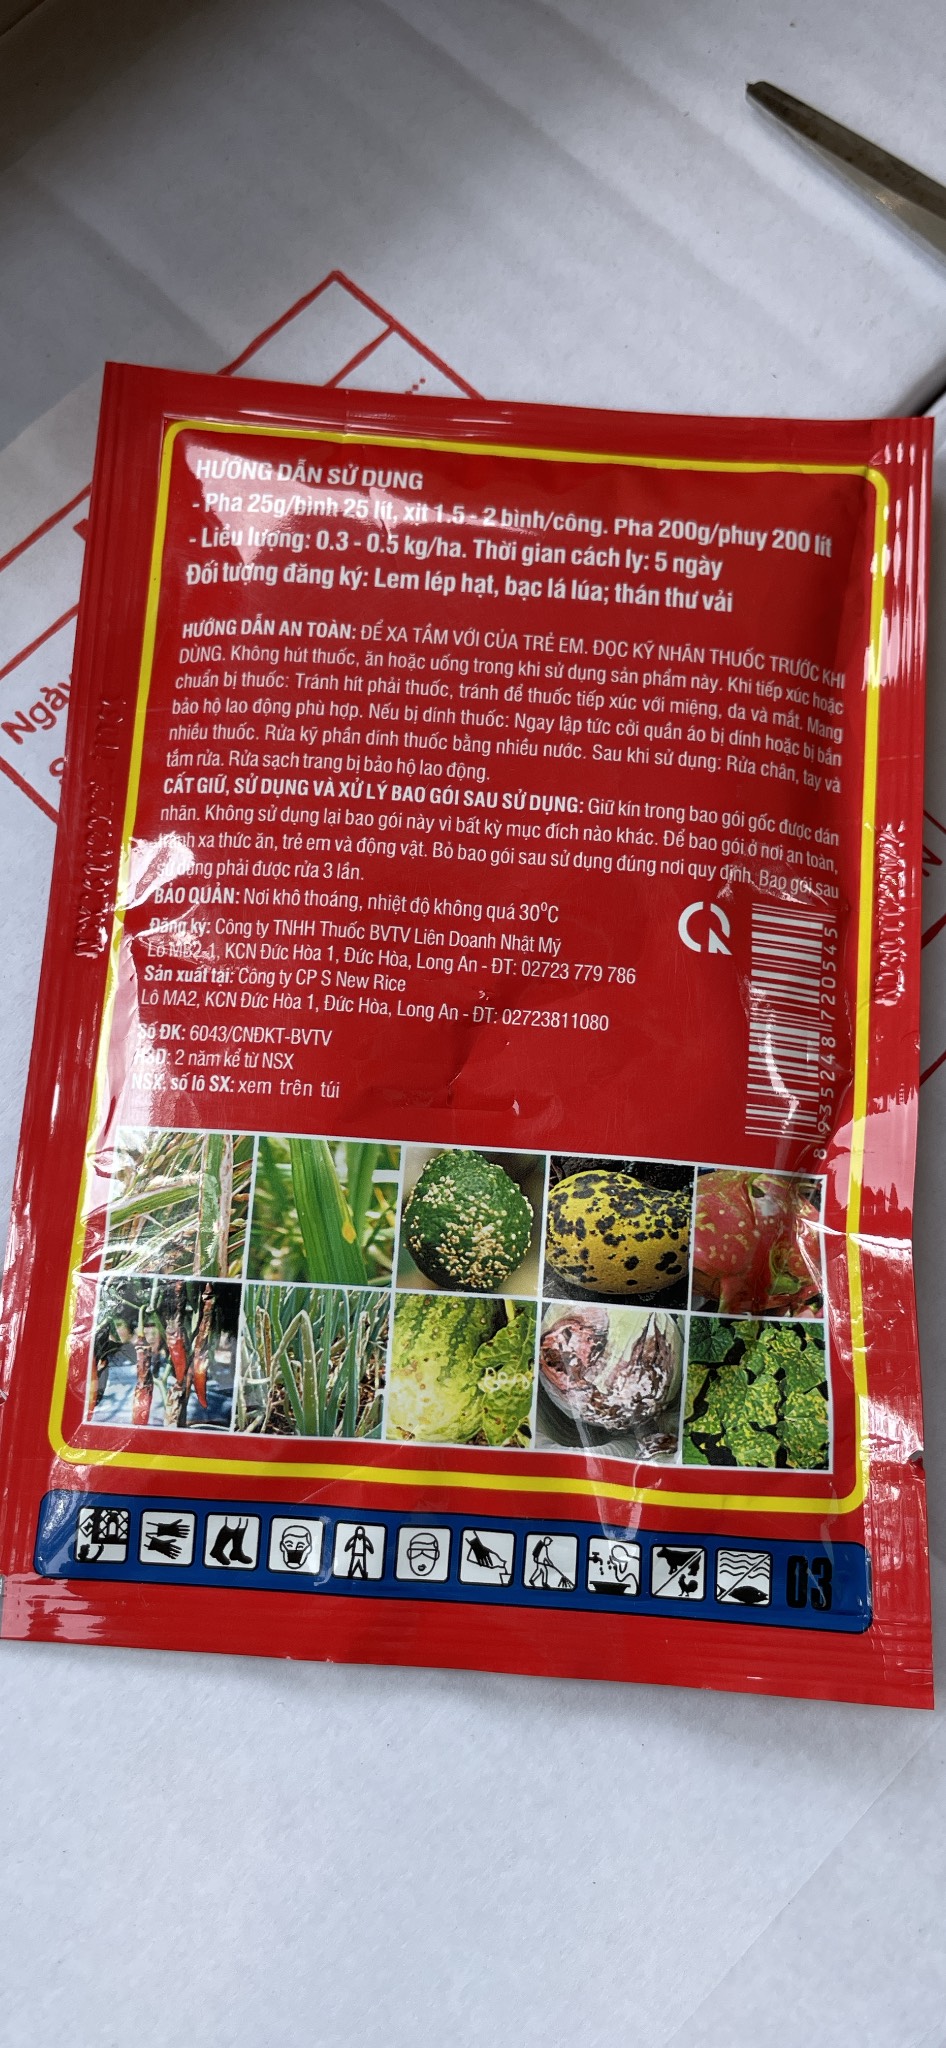 HƯỚNG DẪN SỬ DỤNG
- Pha 25g/bình 25 lít, xịt 1.5 - 2 bình/công. Pha 200g/phuy 200 lít
- Liều lượng: 0.3 - 0.5 kg/ha. Thời gian cách ly: 5 ngày
Đối tượng đăng ký: Lem lép hạt, bạc lá lúa; thán thư vải
HƯỚNG DẪN AN TOÀN: ĐỂ XA TẦM VỚI CỦA TRẺ EM. ĐỌC KỸ NHÃN THUỐC TRƯỚC KHI
DÙNG. Không hút thuốc, ăn hoặc uống trong khi sử dụng sản phẩm này. Khi tiếp xúc hoặc
chuẩn bị thuốc: Tránh hít phải thuốc, tránh để thuốc tiếp xúc với miệng, da và mắt. Mang
bảo hộ lao động phù hợp. Nếu bị dính thuốc: Ngay lập tức cởi quần áo bị dính hoặc bị bắn
nhiều thuốc. Rửa kỹ phần dính thuốc bằng nhiều nước. Sau khi sử dụng: Rửa chân, tay và
tắm rửa. Rửa sạch trang bị bảo hộ lao động.
CẤT GIỮ, SỬ DỤNG VÀ XỬ LÝ BAO GÓI SAU SỬ DỤNG: Giữ kín trong bao gói gốc được dán
nhãn. Không sử dụng lại bao gói này vì bất kỳ mục đích nào khác. Để bao gói ở nơi an toàn,
tránh xa thức ăn, trẻ em và động vật. Bỏ bao gói sau sử dụng đúng nơi quy định. Bao gói sau
sử dụng phải được rửa 3 lần.
BẢO QUẢN: Nơi khô thoáng, nhiệt độ không quá 30⁰C
Đăng ký: Công ty TNHH Thuốc BVTV Liên Doanh Nhật Mỹ
Lô MB2-1, KCN Đức Hòa 1, Đức Hòa, Long An - ĐT: 02723 779 786
Sản xuất tại: Công ty CP S New Rice
Lô MA2, KCN Đức Hòa 1, Đức Hòa, Long An - ĐT: 02723811080
Số ĐK: 6043/CNĐKT-BVTV
HSD: 2 năm kể từ NSX
NSX, số lô SX: xem trên túi
8 935248 720545
03
Ngày